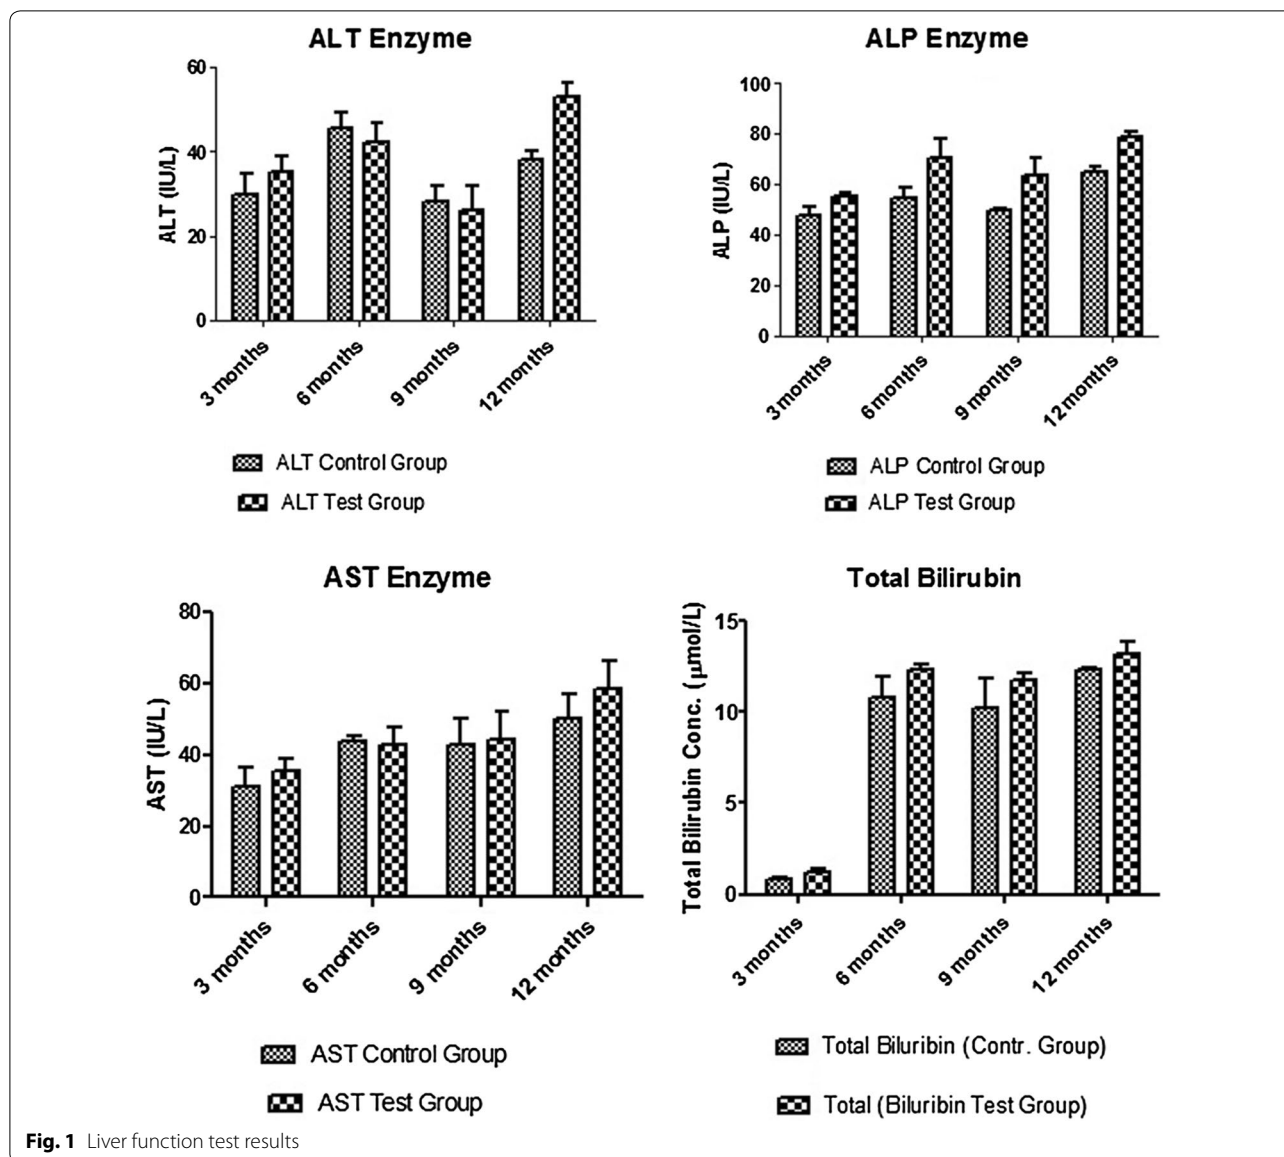 ALT Enzyme
60
40
20
0
ALT (IU/L)
3 months
6 months
9 months
12 months
ALT Control Group
ALT Test Group
ALP Enzyme
100
80
60
40
20
0
ALP (IU/L)
3 months
6 months
9 months
12 months
ALP Control Group
ALP Test Group
AST Enzyme
80
60
40
20
0
AST (IU/L)
3 months
6 months
9 months
12 months
AST Control Group
AST Test Group
Total Bilirubin
15
10
5
0
Total Bilirubin Conc. (μmol/L)
3 months
6 months
9 months
12 months
Total Biluribin (Contr. Group)
Total (Biluribin Test Group)
Fig. 1 Liver function test results